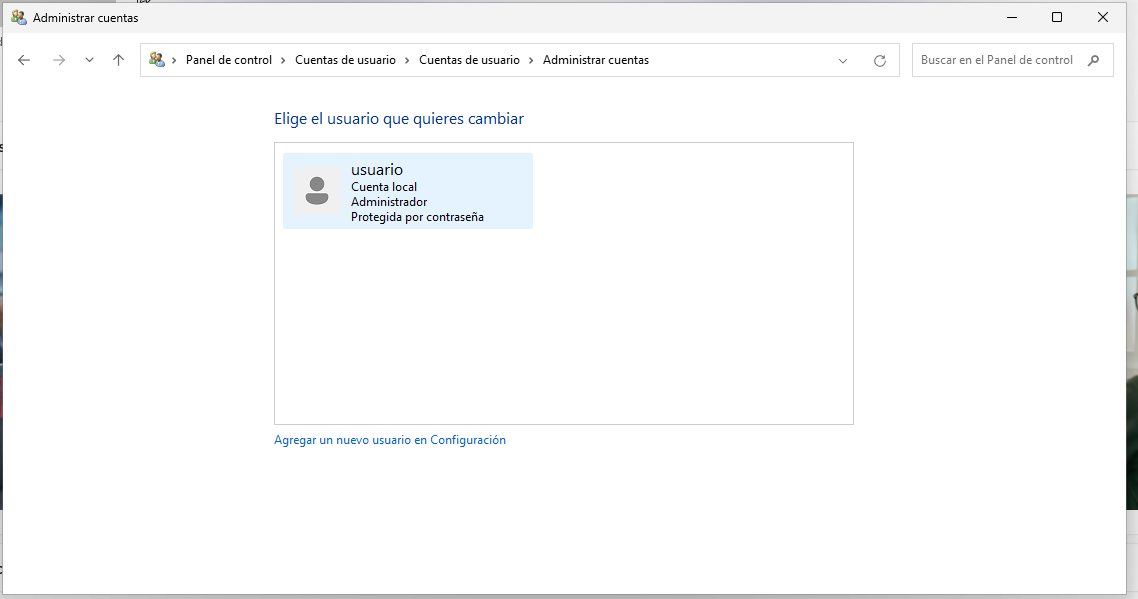 Administrar cuentas
Panel de control > Cuentas de usuario > Cuentas de usuario > Administrar cuentas
Buscar en el Panel de control
Elige el usuario que quieres cambiar
usuario
Cuenta local
Administrador
Protegida por contraseña
Agregar un nuevo usuario en Configuración